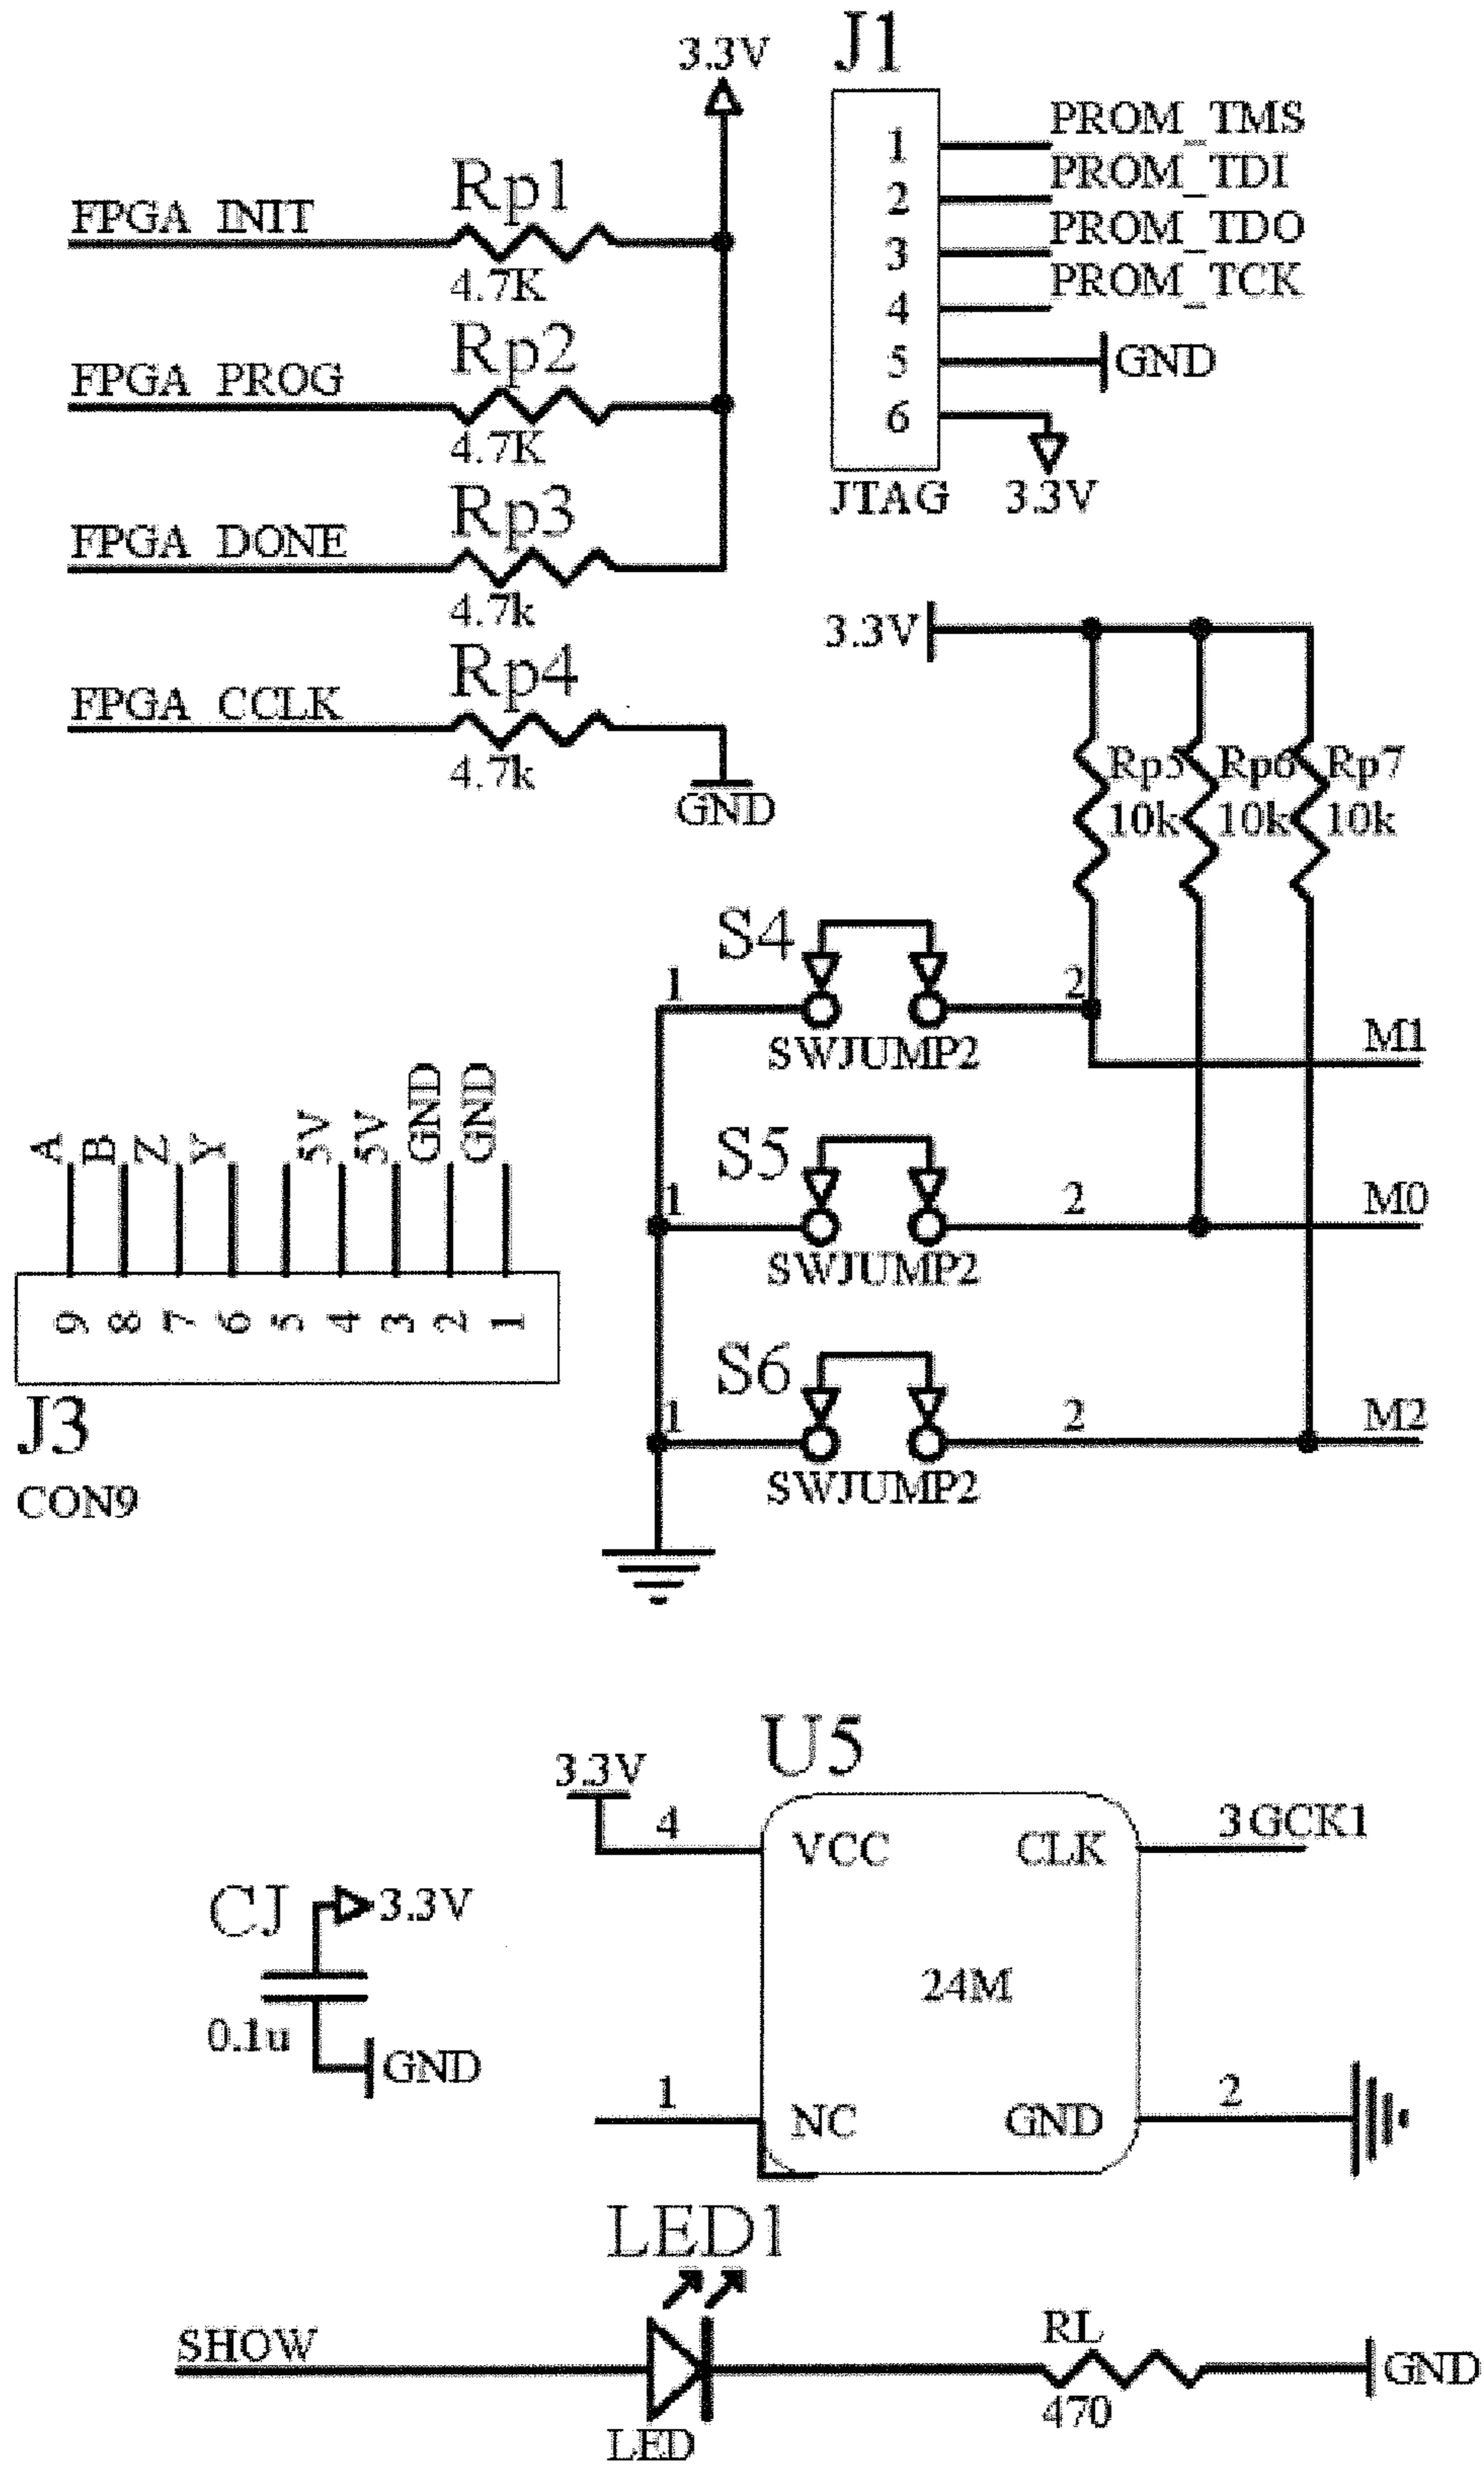 J1
3.3V
1 PROM_TMS
2 PROM_TDI
3 PROM_TDO
4 PROM_TCK
5 GND
6
JTAG 3.3V
Rp1
FPGA_INIT
4.7K
Rp2
FPGA_PROG
4.7K
Rp3
FPGA_DONE
4.7k
Rp4
FPGA_CCLK
4.7k
GND
3.3V
Rp5 Rp6 Rp7
10k 10k 10k
S4
1 2
SWJUMP2
M1
S5
1 2 M0
SWJUMP2
S6
1 2 M2
SWJUMP2
A B Z Y 5V 5V GND GND
9 8 7 6 5 4 3 2 1
J3
CON9
U5
3.3V
4 VCC CLK 3 GCK1
24M
1 NC GND 2
CJ 3.3V
0.1u
GND
LED1
SHOW
LED
RL
470
GND